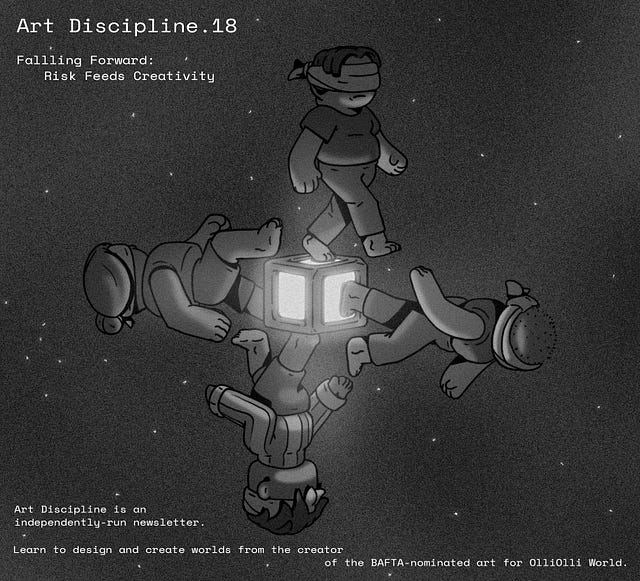 Art Discipline.18
Fallling Forward:
Risk Feeds Creativity
Art Discipline is an
independently-run newsletter.
Learn to design and create worlds from the creator
of the BAFTA-nominated art for OlliOlli World.